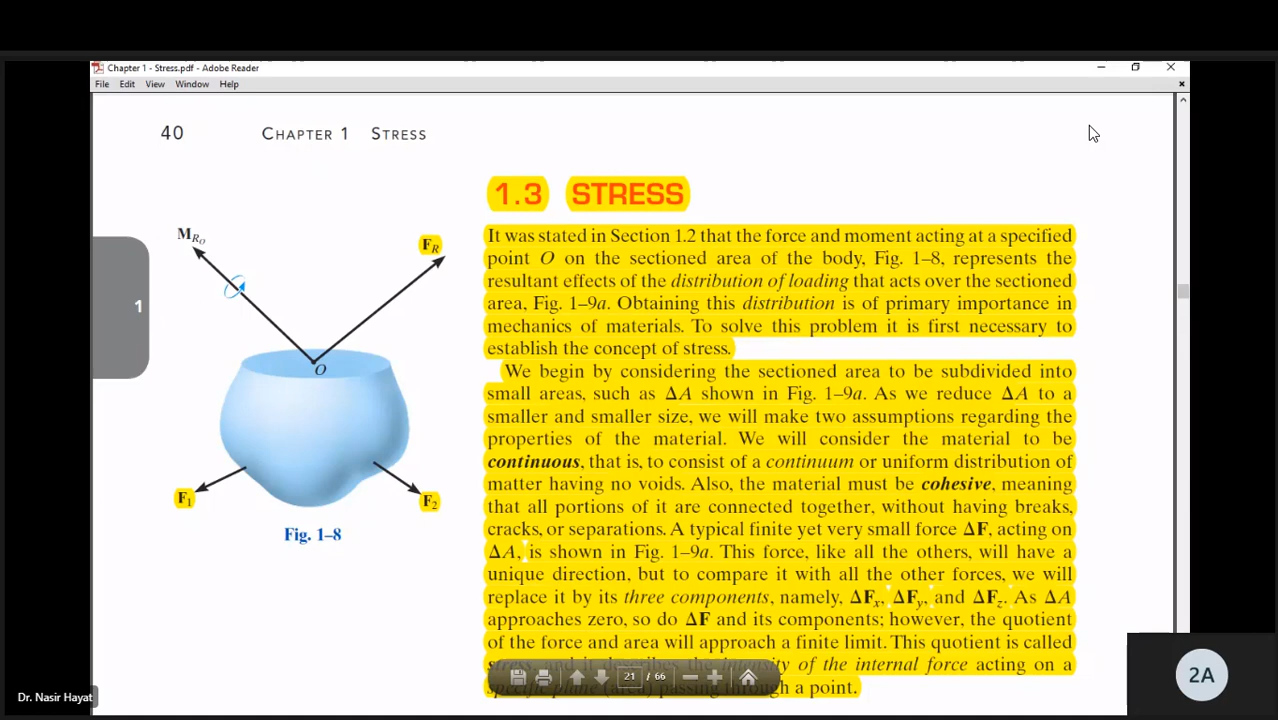 Chapter 1 - Stress.pdf - Adobe Reader
File Edit View Window Help
40 CHAPTER 1 STRESS
1.3 STRESS
It was stated in Section 1.2 that the force and moment acting at a specified
point O on the sectioned area of the body, Fig. 1–8, represents the
resultant effects of the distribution of loading that acts over the sectioned
area, Fig. 1–9a. Obtaining this distribution is of primary importance in
mechanics of materials. To solve this problem it is first necessary to
establish the concept of stress.
We begin by considering the sectioned area to be subdivided into
small areas, such as ΔA shown in Fig. 1–9a. As we reduce ΔA to a
smaller and smaller size, we will make two assumptions regarding the
properties of the material. We will consider the material to be
continuous, that is, to consist of a continuum or uniform distribution of
matter having no voids. Also, the material must be cohesive, meaning
that all portions of it are connected together, without having breaks,
cracks, or separations. A typical finite yet very small force ΔF, acting on
ΔA, is shown in Fig. 1–9a. This force, like all the others, will have a
unique direction, but to compare it with all the other forces, we will
replace it by its three components, namely, ΔFx, ΔFy, and ΔFz. As ΔA
approaches zero, so do ΔF and its components; however, the quotient
of the force and area will approach a finite limit. This quotient is called
stress, and it describes the intensity of the internal force acting on a
specific plane (area) passing through a point.
MRO
FR
O
F1
F2
Fig. 1–8
1
21 / 66
Dr. Nasir Hayat
2A